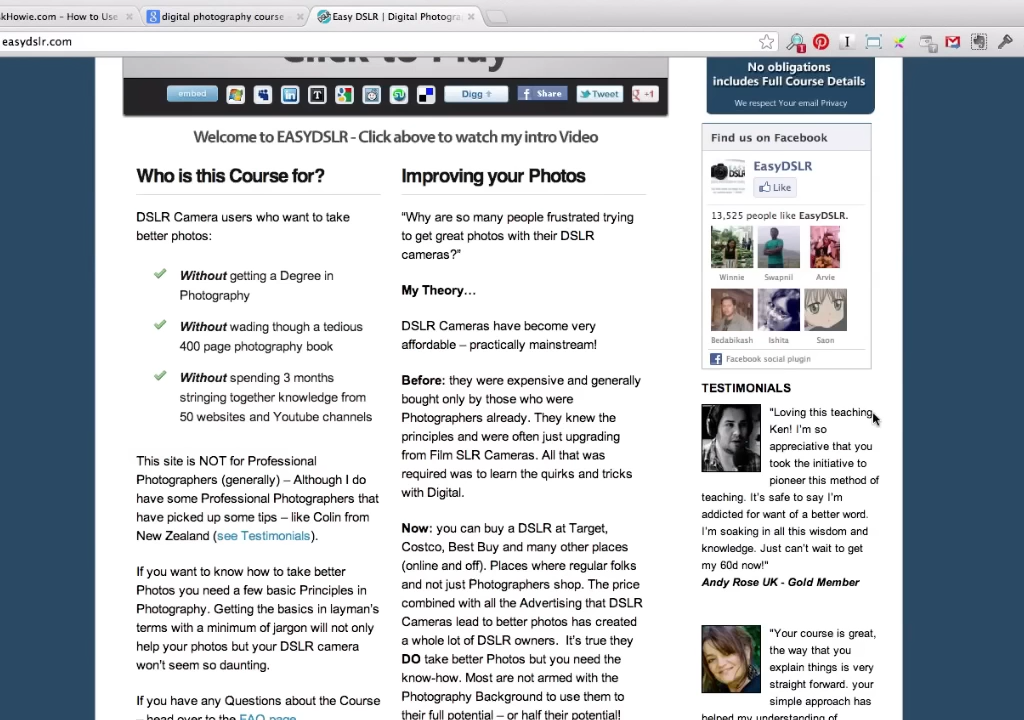 skHowie.com - How to Use
digital photography course
Easy DSLR | Digital Photogra
easydslr.com
Click to Play
embed
Digg
Share
Tweet
+1
Welcome to EASYDSLR - Click above to watch my intro Video
Who is this Course for?
DSLR Camera users who want to take
better photos:
Without getting a Degree in
Photography
Without wading though a tedious
400 page photography book
Without spending 3 months
stringing together knowledge from
50 websites and Youtube channels
This site is NOT for Professional
Photographers (generally) – Although I do
have some Professional Photographers that
have picked up some tips – like Colin from
New Zealand (see Testimonials).
If you want to know how to take better
Photos you need a few basic Principles in
Photography. Getting the basics in layman's
terms with a minimum of jargon will not only
help your photos but your DSLR camera
won't seem so daunting.
If you have any Questions about the Course
– head over to the FAQ page
Improving your Photos
"Why are so many people frustrated trying
to get great photos with their DSLR
cameras?"
My Theory…
DSLR Cameras have become very
affordable – practically mainstream!
Before: they were expensive and generally
bought only by those who were
Photographers already. They knew the
principles and were often just upgrading
from Film SLR Cameras. All that was
required was to learn the quirks and tricks
with Digital.
Now: you can buy a DSLR at Target,
Costco, Best Buy and many other places
(online and off). Places where regular folks
and not just Photographers shop. The price
combined with all the Advertising that DSLR
Cameras lead to better photos has created
a whole lot of DSLR owners.  It's true they
DO take better Photos but you need the
know-how. Most are not armed with the
Photography Background to use them to
their full potential – or half their potential!
No obligations
includes Full Course Details
We respect Your email Privacy
Find us on Facebook
EasyDSLR
Like
13,525 people like EasyDSLR.
Winnie Swapnil Arvie
Bedabikash Ishita Saon
Facebook social plugin
TESTIMONIALS
"Loving this teaching,
Ken! I'm so
appreciative that you
took the initiative to
pioneer this method of
teaching. It's safe to say I'm
addicted for want of a better word.
I'm soaking in all this wisdom and
knowledge. Just can't wait to get
my 60d now!"
Andy Rose UK - Gold Member
"Your course is great,
the way that you
explain things is very
straight forward. your
simple approach has
helped my understanding of